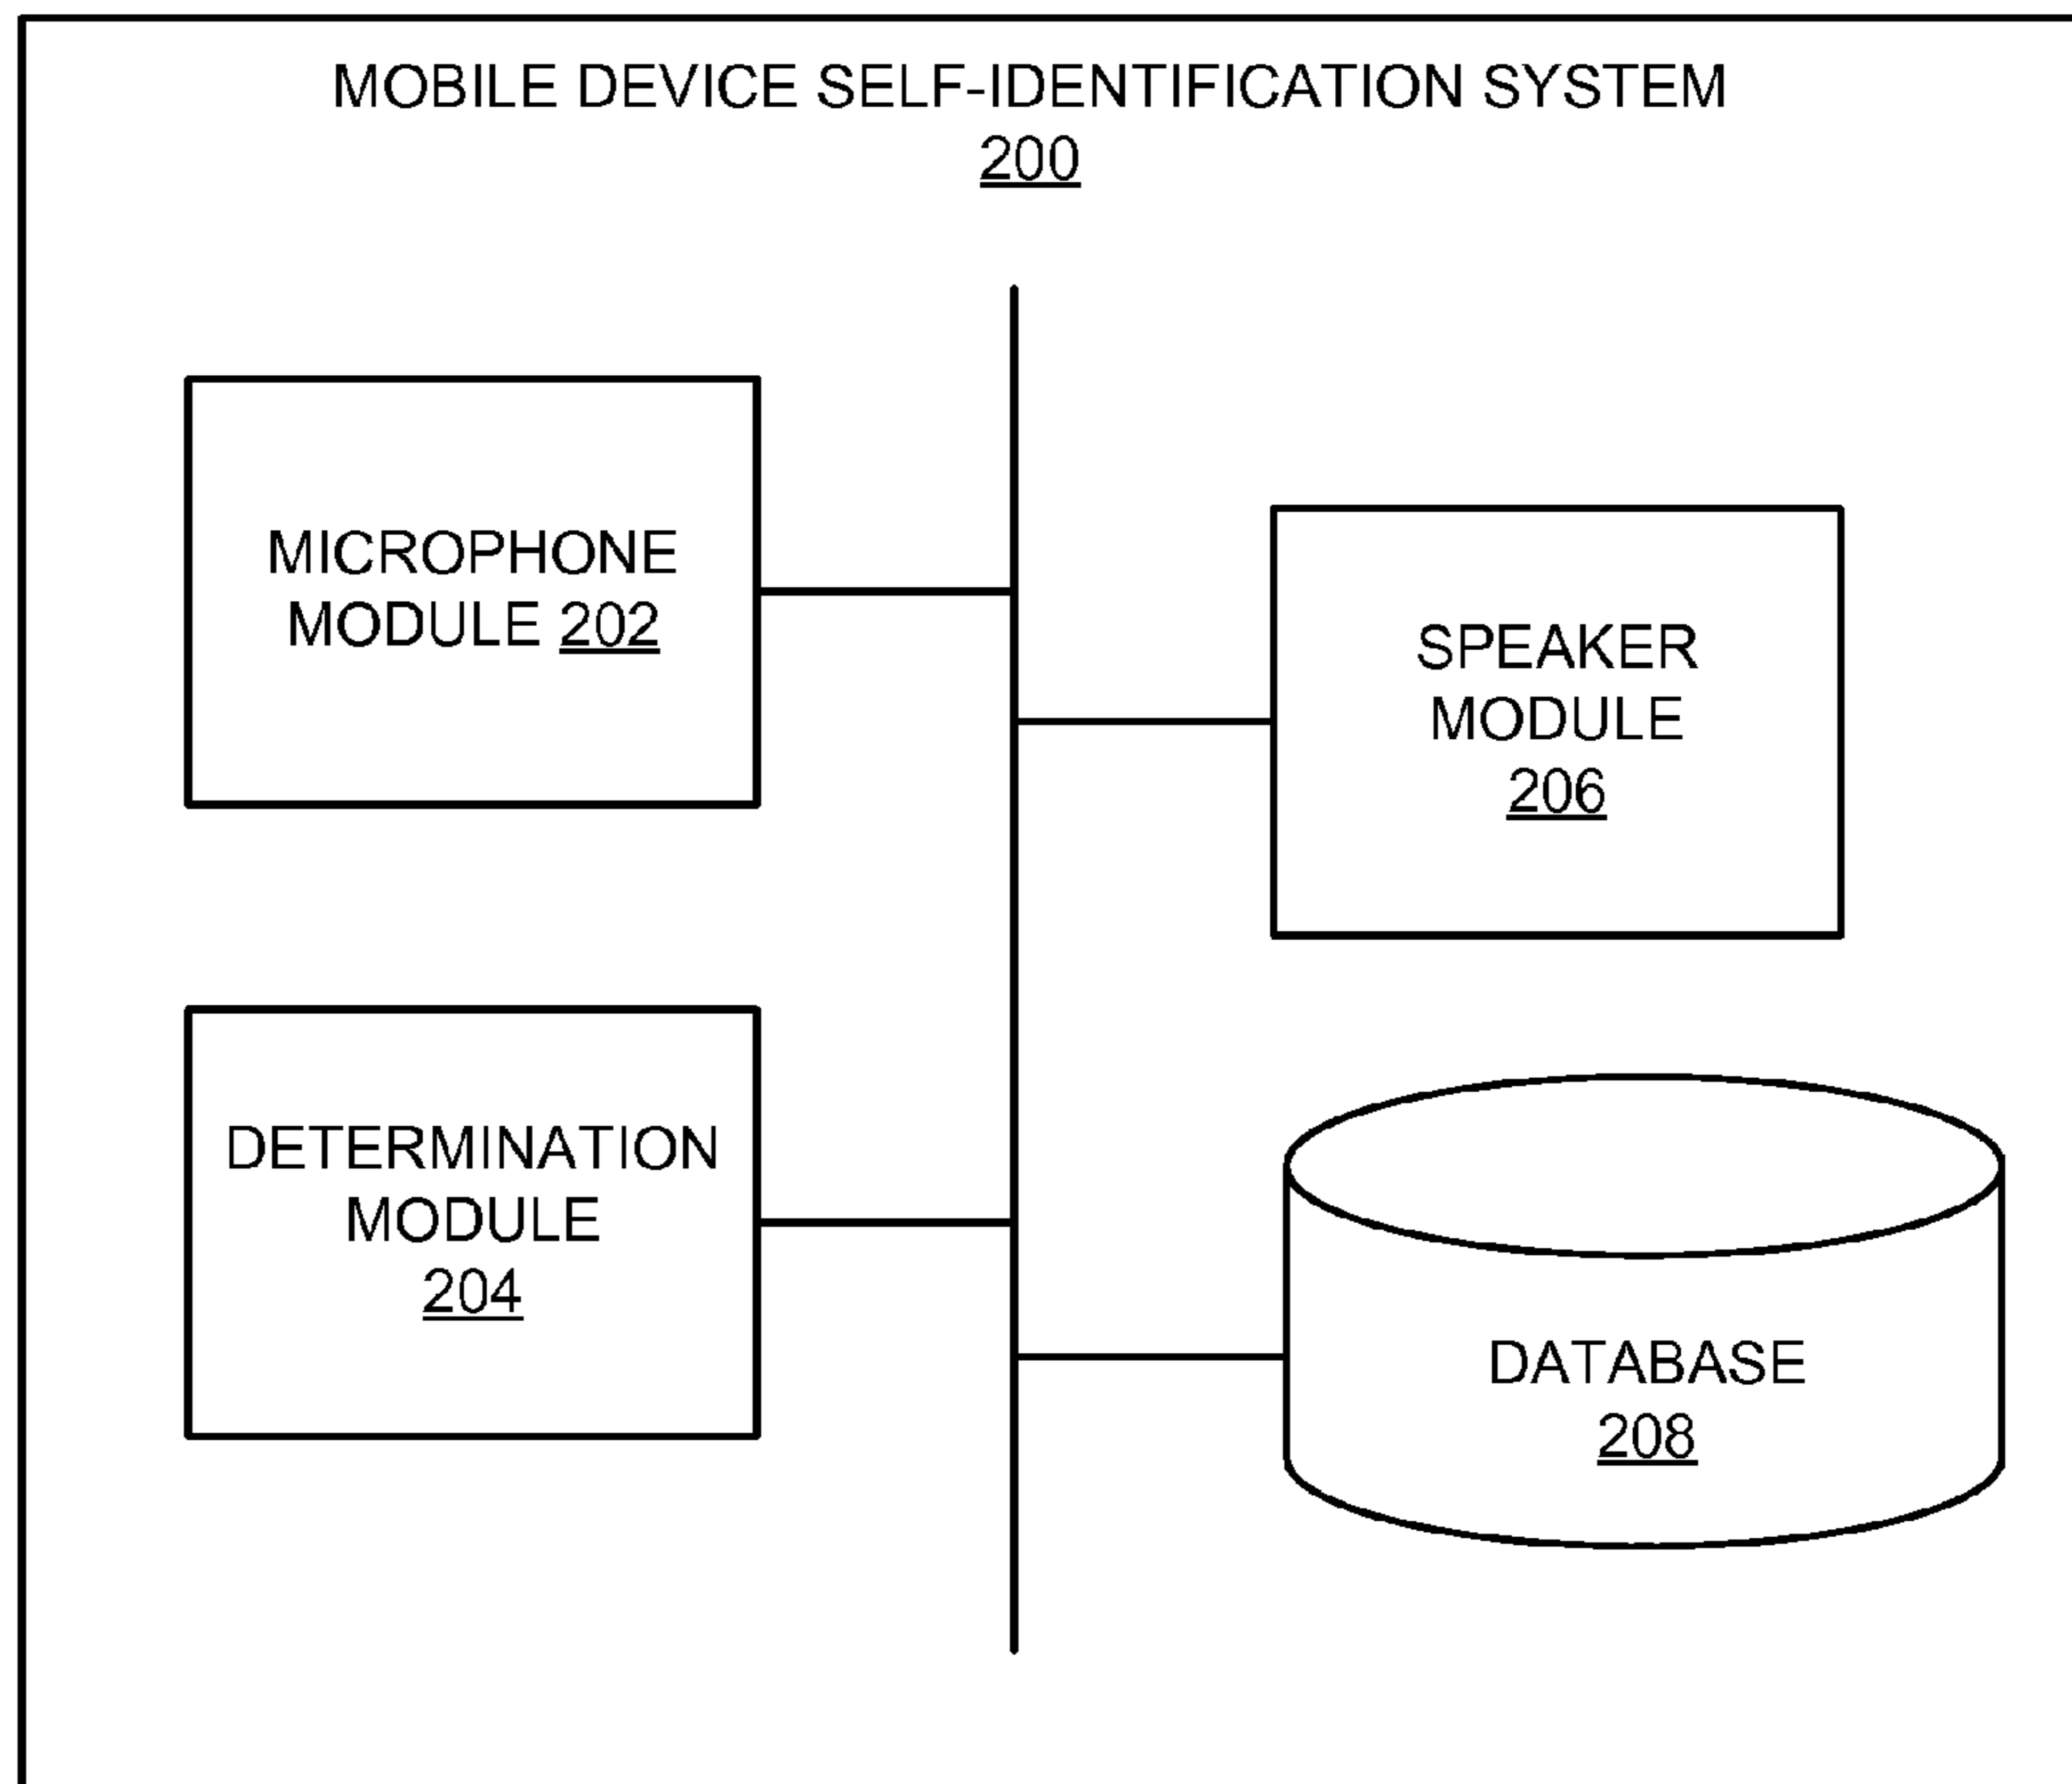 MOBILE DEVICE SELF-IDENTIFICATION SYSTEM
200
MICROPHONE
MODULE 202
SPEAKER
MODULE
206
DETERMINATION
MODULE
204
DATABASE
208